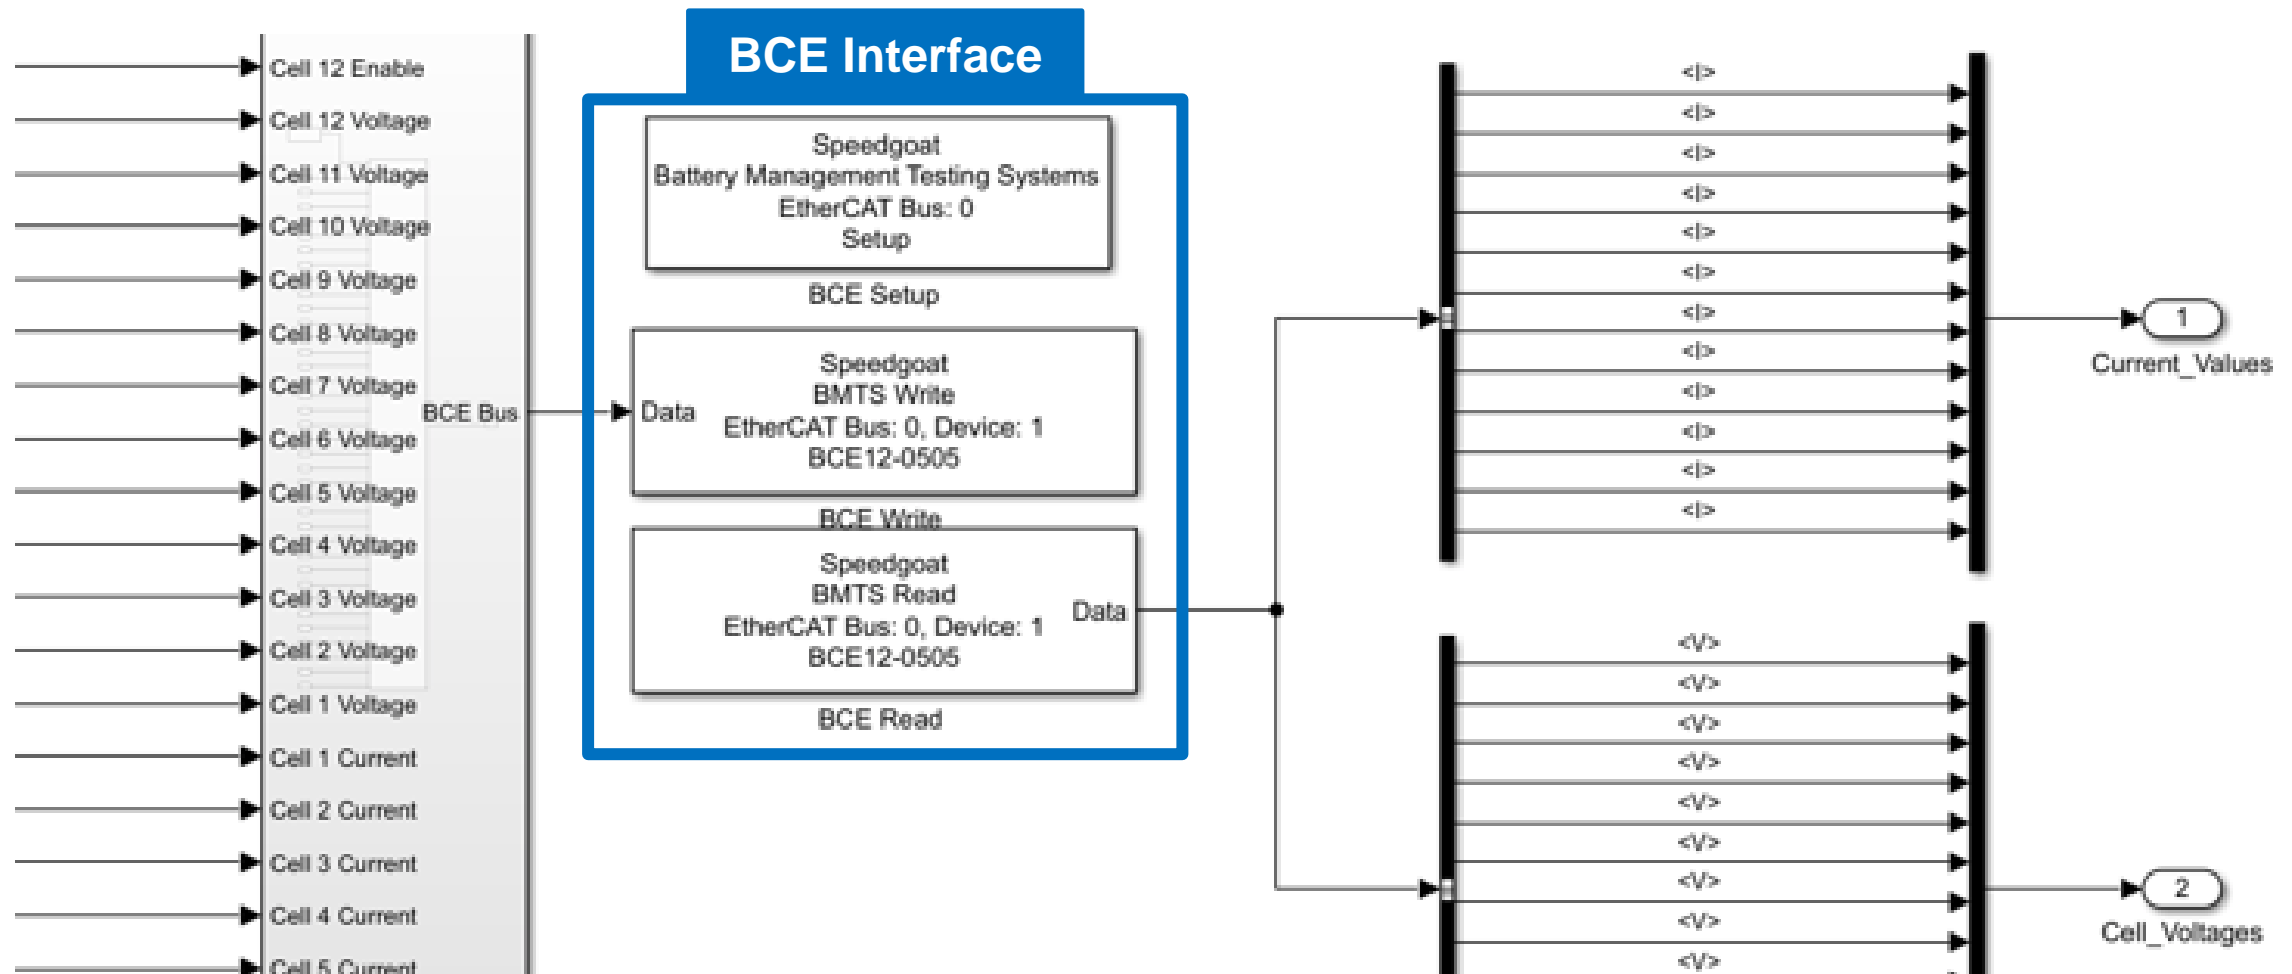 BCE Interface
Cell 12 Enable
Cell 12 Voltage
Cell 11 Voltage
Cell 10 Voltage
Cell 9 Voltage
Cell 8 Voltage
Cell 7 Voltage
Cell 6 Voltage
Cell 5 Voltage
Cell 4 Voltage
Cell 3 Voltage
Cell 2 Voltage
Cell 1 Voltage
Cell 1 Current
Cell 2 Current
Cell 3 Current
Cell 4 Current
Cell 5 Current
BCE Bus
Speedgoat
Battery Management Testing Systems
EtherCAT Bus: 0
Setup
BCE Setup
Data
Speedgoat
BMTS Write
EtherCAT Bus: 0, Device: 1
BCE12-0505
BCE Write
Speedgoat
BMTS Read
EtherCAT Bus: 0, Device: 1
BCE12-0505
Data
BCE Read
<I>
<I>
<I>
<I>
<I>
<I>
<I>
<I>
<I>
<I>
<I>
<I>
1
Current_Values
<V>
<V>
<V>
<V>
<V>
<V>
<V>
<V>
<V>
2
Cell_Voltages